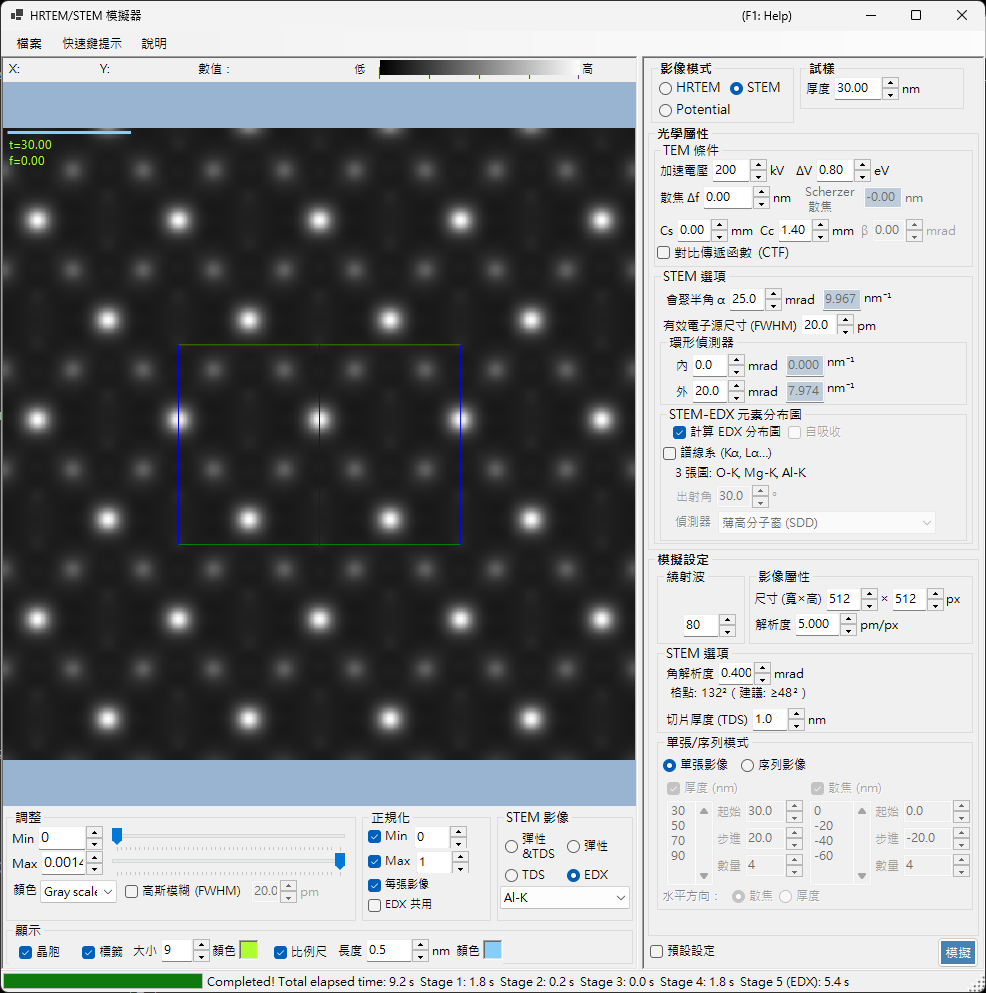 HRTEM/STEM 模擬器
(F1: Help)
檔案 快速鍵提示 說明
X: Y: 數值 : 低 高
t=30.00
f=0.00
影像模式
HRTEM STEM
Potential
試樣
厚度 30.00 nm
光學屬性
TEM 條件
加速電壓 200 kV ΔV 0.80 eV
散焦 Δf 0.00 nm Scherzer 散焦 -0.00 nm
Cs 0.00 mm Cc 1.40 mm β 0.00 mrad
對比傳遞函數 (CTF)
STEM 選項
會聚半角 α 25.0 mrad 9.967 nm⁻¹
有效電子源尺寸 (FWHM) 20.0 pm
環形偵測器
內 0.0 mrad 0.000 nm⁻¹
外 20.0 mrad 7.974 nm⁻¹
STEM-EDX 元素分布圖
計算 EDX 分布圖 自吸收
譜線系 (Kα, Lα...)
3 張圖: O-K, Mg-K, Al-K
出射角 30.0 °
偵測器 薄高分子窗 (SDD)
模擬設定
繞射波
80
影像屬性
尺寸 (寬×高) 512 × 512 px
解析度 5.000 pm/px
STEM 選項
角解析度 0.400 mrad
格點: 132² ( 建議: ≥48² )
切片厚度 (TDS) 1.0 nm
單張/序列模式
單張影像 序列影像
厚度 (nm) 散焦 (nm)
30
50
70
90
起始 30.0
步進 20.0
數量 4
0
-20
-40
-60
起始 0.0
步進 -20.0
數量 4
水平方向 : 散焦 厚度
預設設定
模擬
調整
Min 0
Max 0.0014
顏色 Gray scale 高斯模糊 (FWHM) 20.0 pm
正規化
Min 0
Max 1
每張影像
EDX 共用
STEM 影像
彈性 &TDS 彈性
TDS EDX
Al-K
顯示
晶胞 標籤 大小 9 顏色 比例尺 長度 0.5 nm 顏色
Completed! Total elapsed time: 9.2 s Stage 1: 1.8 s Stage 2: 0.2 s Stage 3: 0.0 s Stage 4: 1.8 s Stage 5 (EDX): 5.4 s